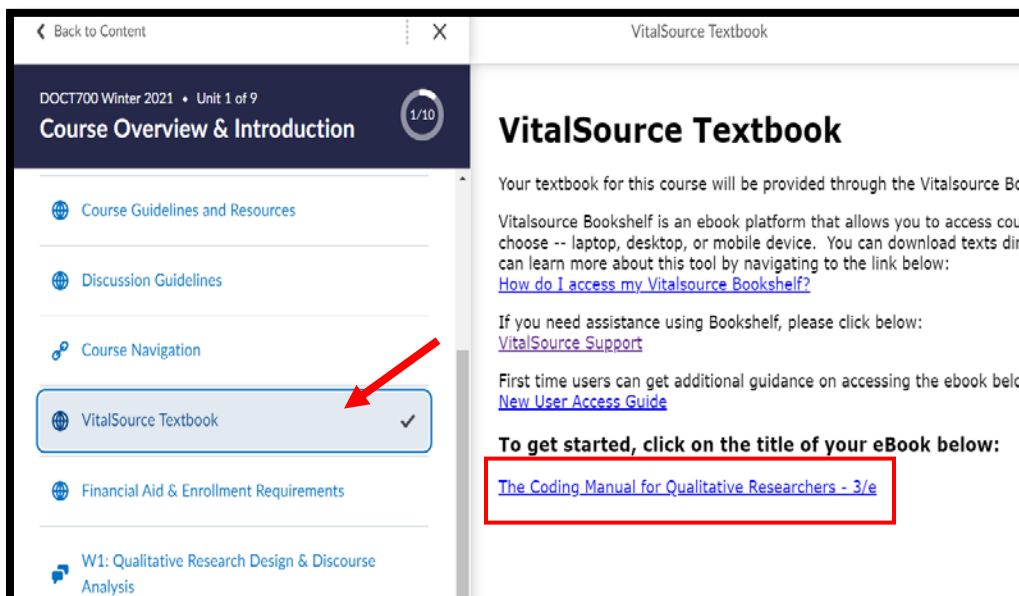 Back to Content
DOCT700 Winter 2021 • Unit 1 of 9
Course Overview & Introduction
1/10
Course Guidelines and Resources
Discussion Guidelines
Course Navigation
VitalSource Textbook
Financial Aid & Enrollment Requirements
W1: Qualitative Research Design & Discourse
Analysis
VitalSource Textbook
VitalSource Textbook
Your textbook for this course will be provided through the Vitalsource Bo
Vitalsource Bookshelf is an ebook platform that allows you to access cou
choose -- laptop, desktop, or mobile device. You can download texts dir
can learn more about this tool by navigating to the link below:
How do I access my Vitalsource Bookshelf?
If you need assistance using Bookshelf, please click below:
VitalSource Support
First time users can get additional guidance on accessing the ebook belo
New User Access Guide
To get started, click on the title of your eBook below:
The Coding Manual for Qualitative Researchers - 3/e